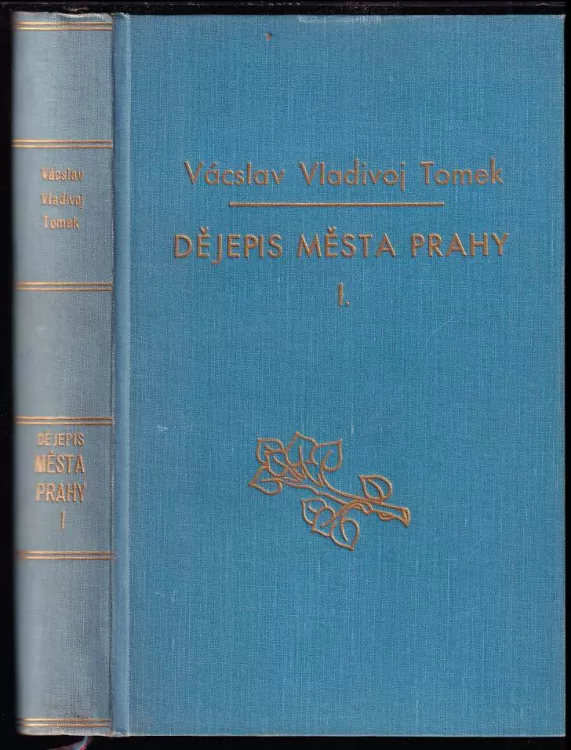 Vácslav
Vladivoj
Tomek
DĚJEPIS
MĚSTA
PRAHY
I
Vácslav Vladivoj Tomek
DĚJEPIS MĚSTA PRAHY
I.